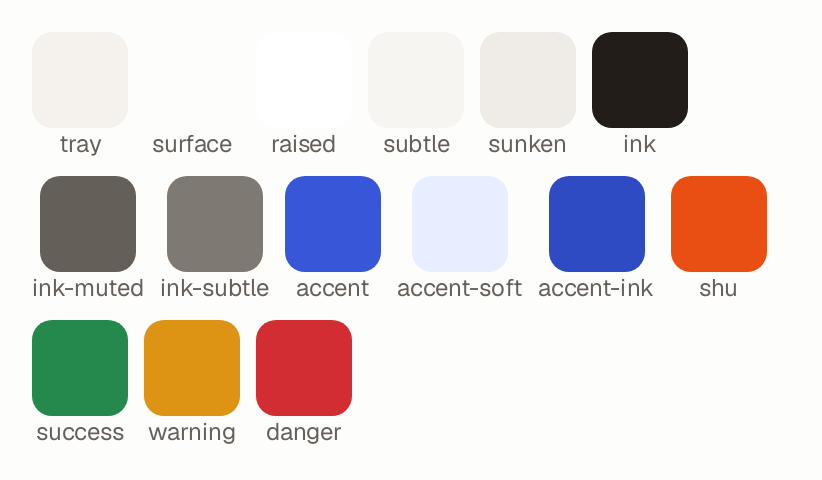 tray surface raised subtle sunken ink
ink-muted ink-subtle accent accent-soft accent-ink shu
success warning danger